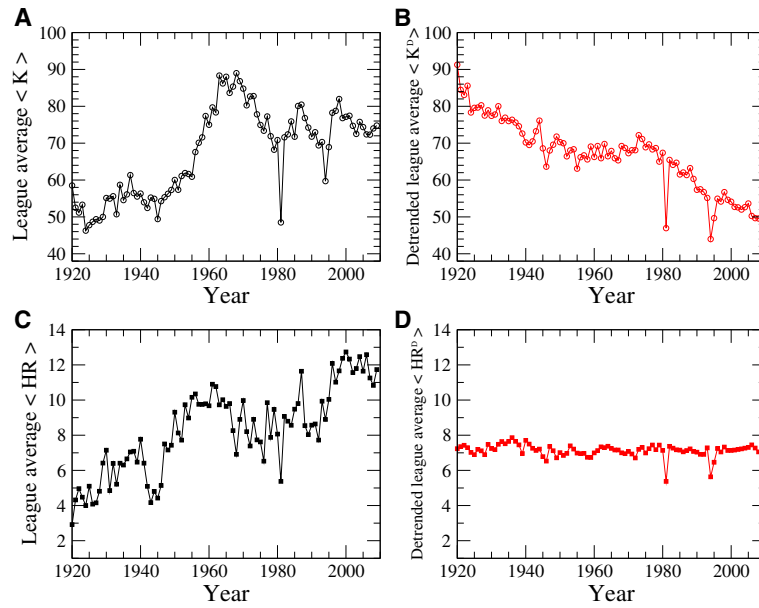 A
B
100
90
80
70
60
50
40
League average < K >
1920 1940 1960 1980 2000
Year
100
90
80
70
60
50
40
Detrended league average < K^D >
1920 1940 1960 1980 2000
Year
C
D
14
12
10
8
6
4
2
League average < HR >
1920 1940 1960 1980 2000
Year
14
12
10
8
6
4
2
Detrended league average < HR^D >
1920 1940 1960 1980 2000
Year